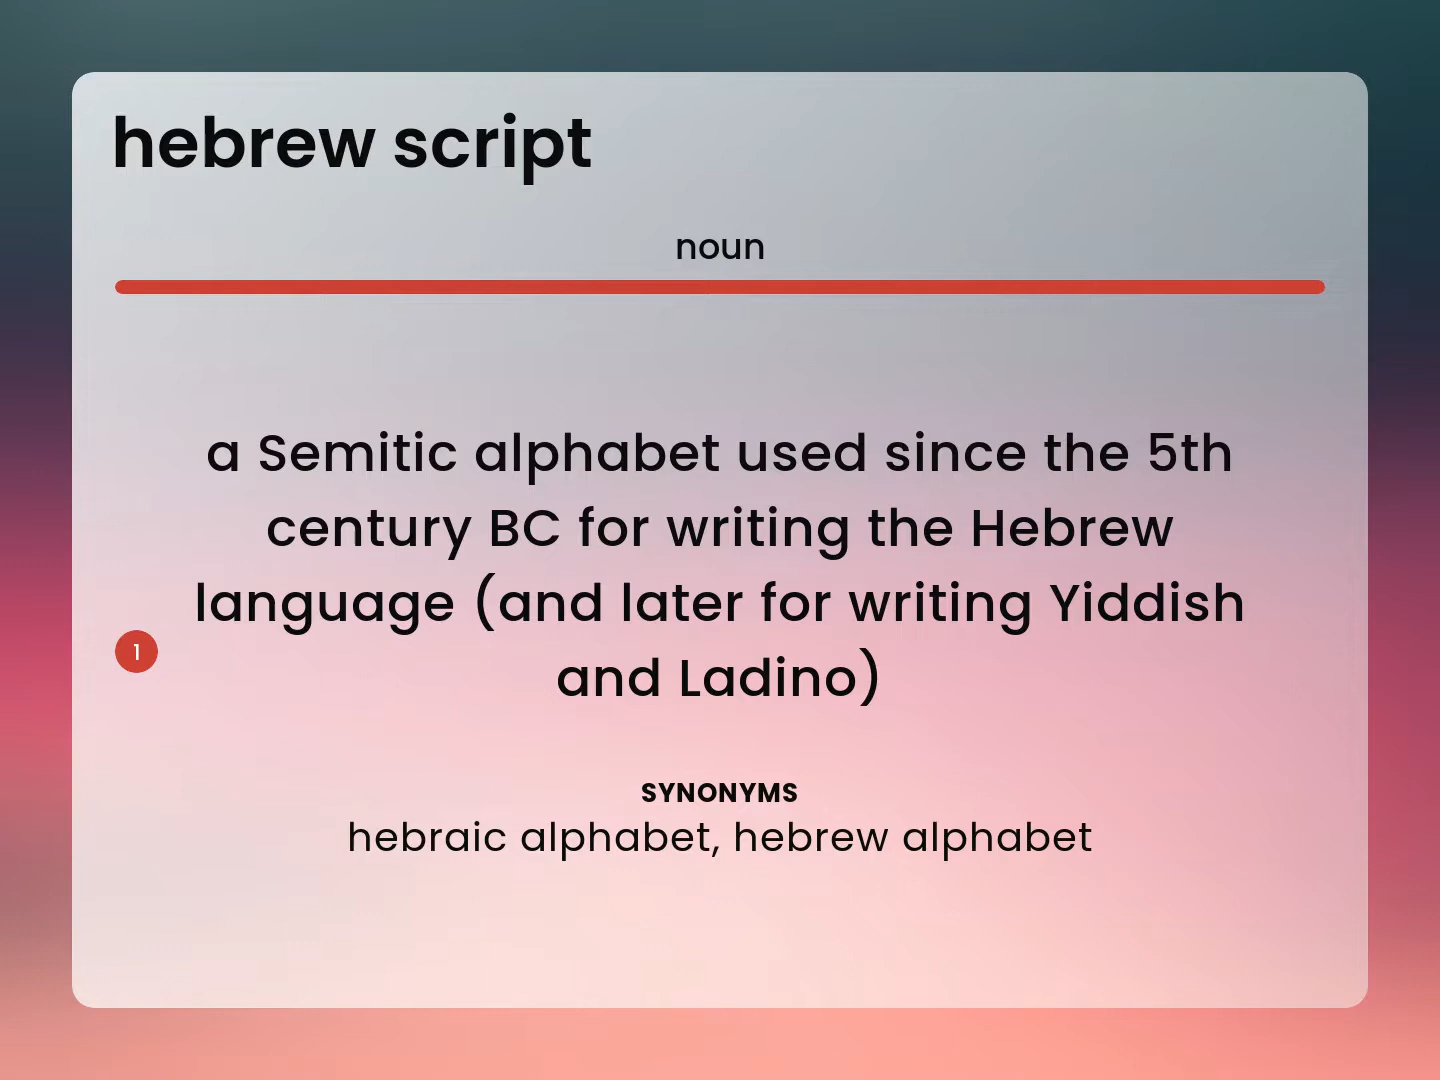 hebrew script
noun
a Semitic alphabet used since the 5th
century BC for writing the Hebrew
language (and later for writing Yiddish
1
and Ladino)
SYNONYMS
hebraic alphabet, hebrew alphabet